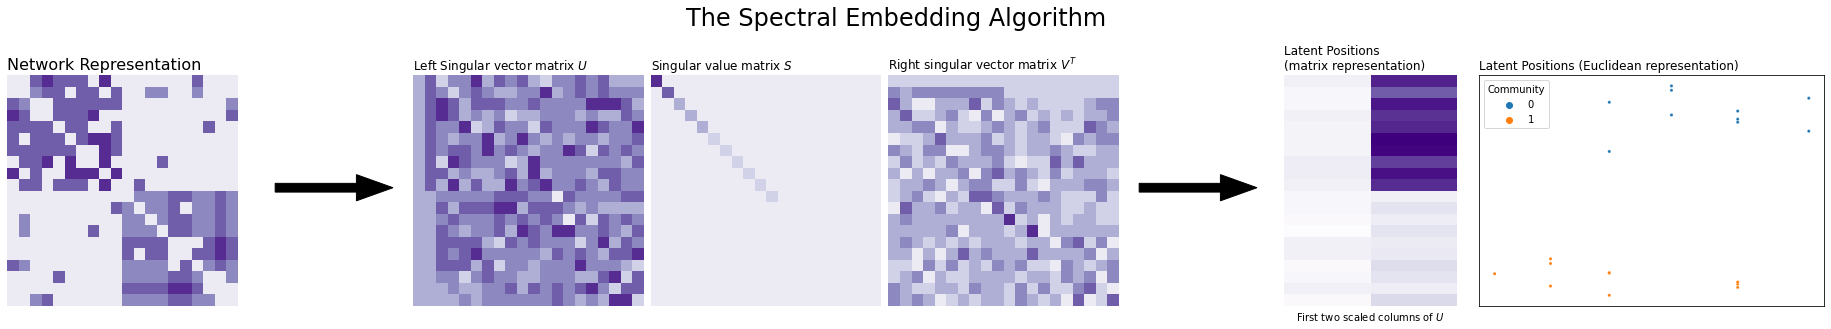 The Spectral Embedding Algorithm
Network Representation
Left Singular vector matrix U
Singular value matrix S
Right singular vector matrix V^T
Latent Positions
(matrix representation)
First two scaled columns of U
Latent Positions (Euclidean representation)
Community
0
1